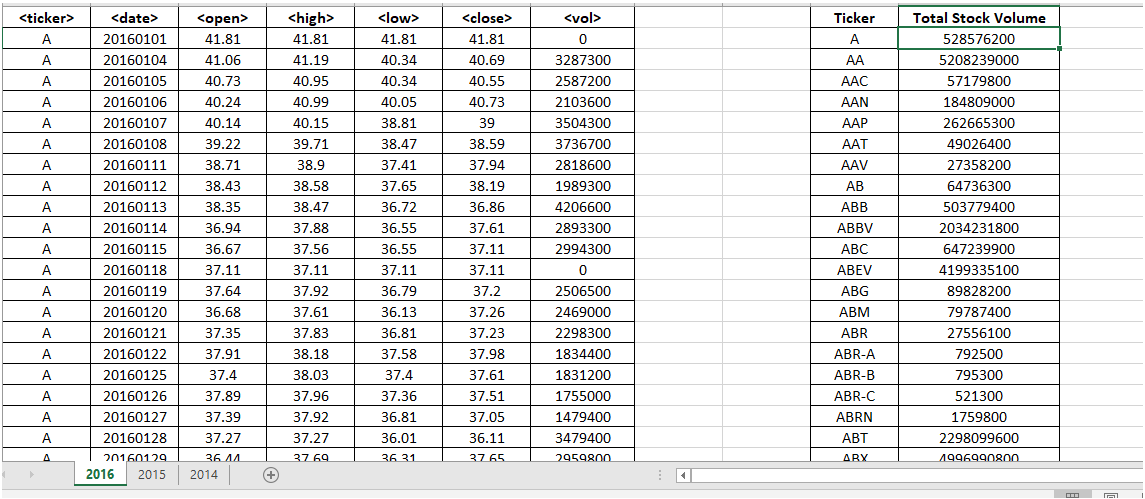 <ticker> <date> <open> <high> <low> <close> <vol> Ticker Total Stock Volume
A 20160101 41.81 41.81 41.81 41.81 0 A 528576200
A 20160104 41.06 41.19 40.34 40.69 3287300 AA 5208239000
A 20160105 40.73 40.95 40.34 40.55 2587200 AAC 57179800
A 20160106 40.24 40.99 40.05 40.73 2103600 AAN 184809000
A 20160107 40.14 40.15 38.81 39 3504300 AAP 262665300
A 20160108 39.22 39.71 38.47 38.59 3736700 AAT 49026400
A 20160111 38.71 38.9 37.41 37.94 2818600 AAV 27358200
A 20160112 38.43 38.58 37.65 38.19 1989300 AB 64736300
A 20160113 38.35 38.47 36.72 36.86 4206600 ABB 503779400
A 20160114 36.94 37.88 36.55 37.61 2893300 ABBV 2034231800
A 20160115 36.67 37.56 36.55 37.11 2994300 ABC 647239900
A 20160118 37.11 37.11 37.11 37.11 0 ABEV 4199335100
A 20160119 37.64 37.92 36.79 37.2 2506500 ABG 89828200
A 20160120 36.68 37.61 36.13 37.26 2469000 ABM 79787400
A 20160121 37.35 37.83 36.81 37.23 2298300 ABR 27556100
A 20160122 37.91 38.18 37.58 37.98 1834400 ABR-A 792500
A 20160125 37.4 38.03 37.4 37.61 1831200 ABR-B 795300
A 20160126 37.89 37.96 37.36 37.51 1755000 ABR-C 521300
A 20160127 37.39 37.92 36.81 37.05 1479400 ABRN 1759800
A 20160128 37.27 37.27 36.01 36.11 3479400 ABT 2298099600
A 20160129 36.44 37.69 36.31 37.65 2959800 ABX 4996990800
2016 2015 2014